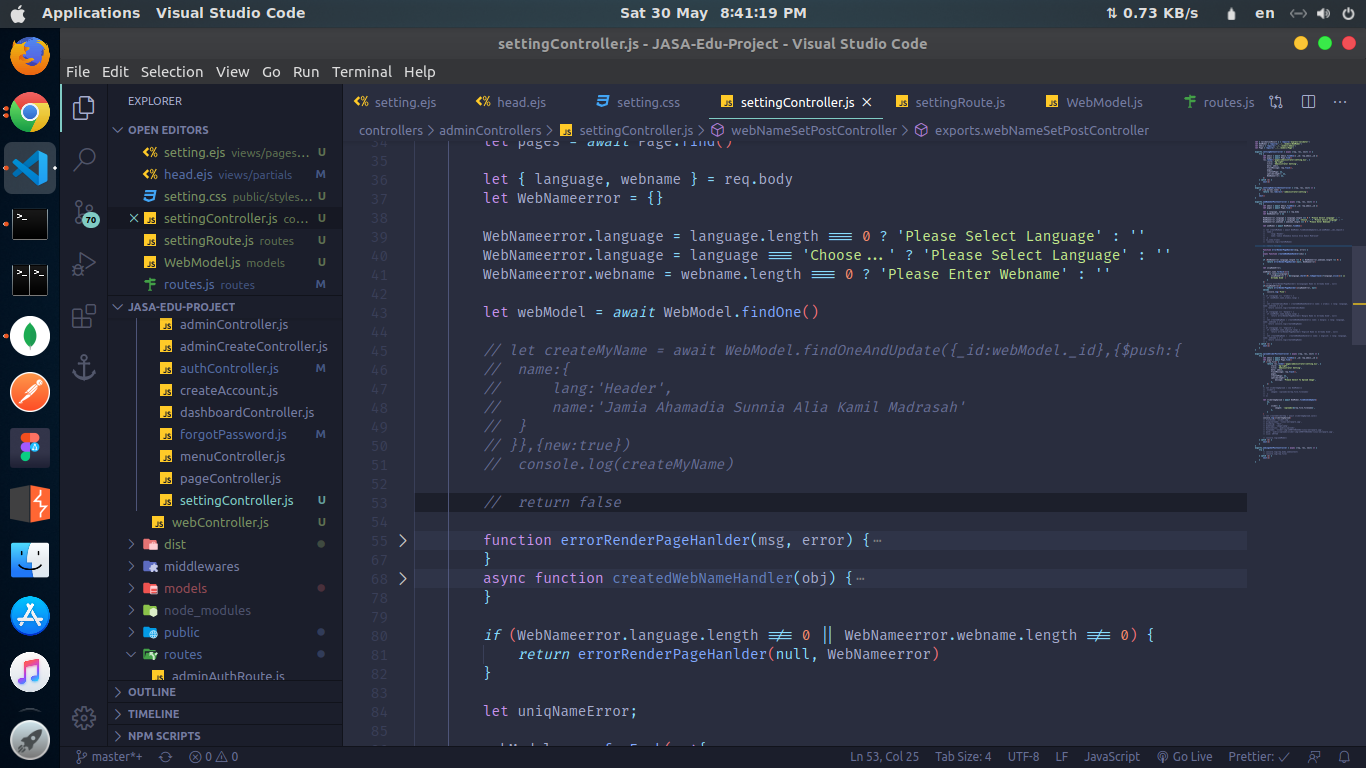 Applications Visual Studio Code Sat 30 May 8:41:19 PM 0.73 KB/s en
settingController.js - JASA-Edu-Project - Visual Studio Code
File Edit Selection View Go Run Terminal Help
EXPLORER
OPEN EDITORS
setting.ejs views/pages... U
head.ejs views/partials M
setting.css public/styles... U
settingController.js co... U
settingRoute.js routes U
WebModel.js models U
routes.js routes M
JASA-EDU-PROJECT
adminController.js
adminCreateController.js
authController.js M
createAccount.js
dashboardController.js
forgotPassword.js M
menuController.js
pageController.js
settingController.js U
webController.js U
dist
middlewares
models
node_modules
public
routes
adminAuthRoute.js
OUTLINE
TIMELINE
NPM SCRIPTS
70
setting.ejs head.ejs setting.css settingController.js settingRoute.js WebModel.js routes.js
controllers > adminControllers > settingController.js > webNameSetPostController > exports.webNameSetPostController
34 let pages = await Page.find()
35
36 let { language, webname } = req.body
37 let WebNameerror = {}
38
39 WebNameerror.language = language.length === 0 ? 'Please Select Language' : ''
40 WebNameerror.language = language === 'Choose...' ? 'Please Select Language' : ''
41 WebNameerror.webname = webname.length === 0 ? 'Please Enter Webname' : ''
42
43 let webModel = await WebModel.findOne()
44
45 // let createMyName = await WebModel.findOneAndUpdate({_id:webModel._id},{$push:{
46 // name:{
47 // lang:'Header',
48 // name:'Jamia Ahamadia Sunnia Alia Kamil Madrasah'
49 // }
50 // }},{new:true})
51 // console.log(createMyName)
52
53 // return false
54
55 function errorRenderPageHanlder(msg, error) {⋯
67 }
68 async function createdWebNameHandler(obj) {⋯
78 }
79
80 if (WebNameerror.language.length !== 0 || WebNameerror.webname.length !== 0) {
81 return errorRenderPageHanlder(null, WebNameerror)
82 }
83
84 let uniqNameError;
85
master*+ 0 0 Ln 53, Col 25 Tab Size: 4 UTF-8 LF JavaScript Go Live Prettier: ✓